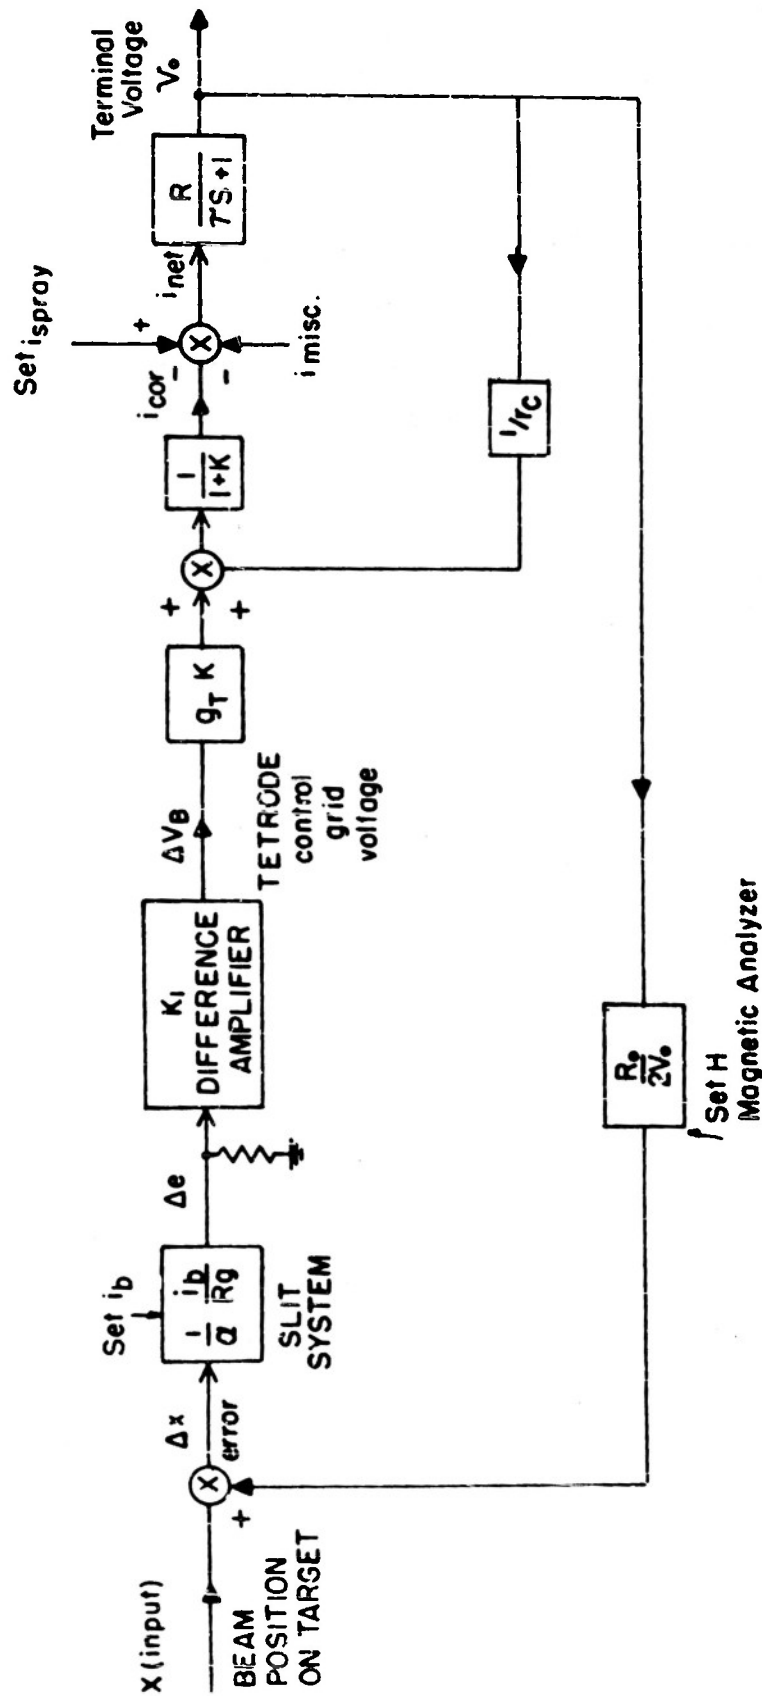 X (input)
BEAM
POSITION
ON TARGET
X
+
Δx
error
Set i_b
1/a i_b/Rg
SLIT
SYSTEM
Δe
K₁
DIFFERENCE
AMPLIFIER
ΔV_B
TETRODE
control
grid
voltage
g_T K
+
+
X
1/(1+K)
i_cor
-
Set i_spray
+
X
-
i misc.
i_net
R/(τS+1)
Terminal
Voltage
V₀
1/r_c
R₀/2V₀
Set H
Magnetic Analyzer